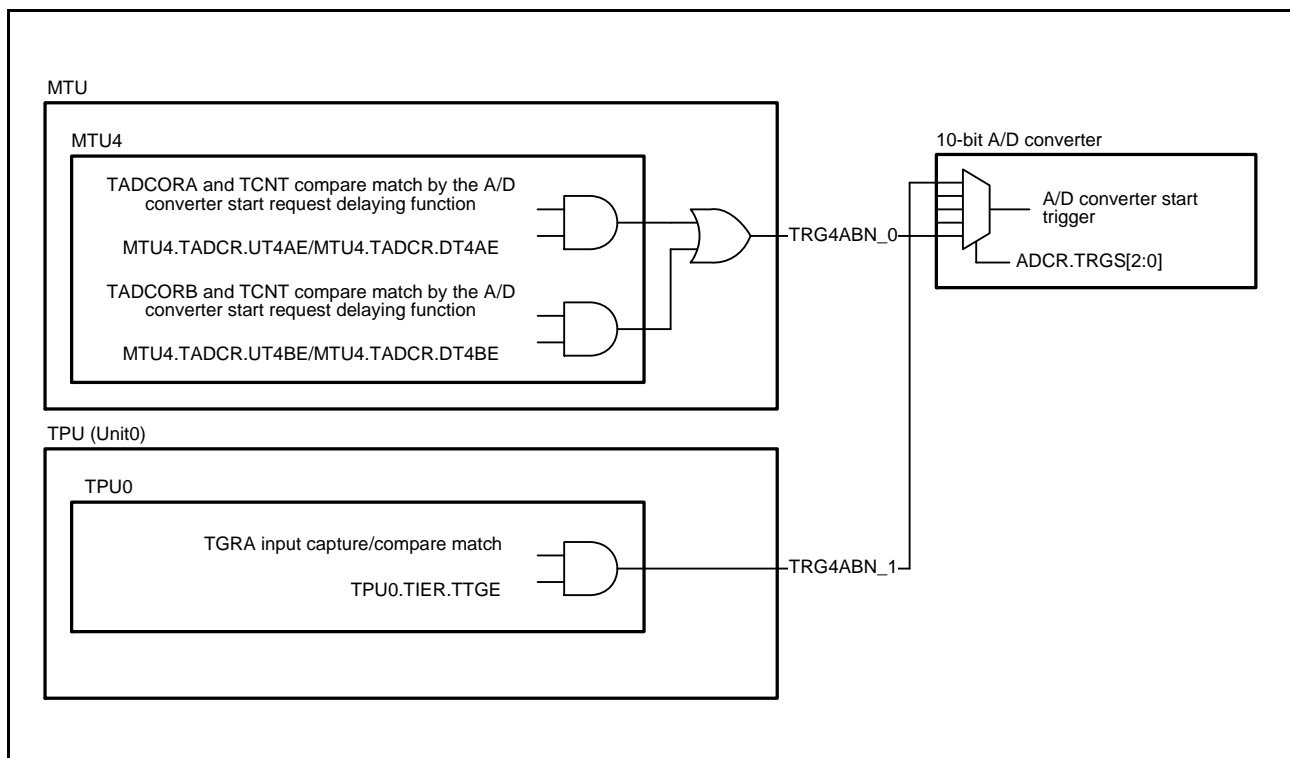 MTU
MTU4
TADCORA and TCNT compare match by the A/D
converter start request delaying function
MTU4.TADCR.UT4AE/MTU4.TADCR.DT4AE
TADCORB and TCNT compare match by the A/D
converter start request delaying function
MTU4.TADCR.UT4BE/MTU4.TADCR.DT4BE
TRG4ABN_0
10-bit A/D converter
A/D converter start
trigger
ADCR.TRGS[2:0]
TPU (Unit0)
TPU0
TGRA input capture/compare match
TPU0.TIER.TTGE
TRG4ABN_1